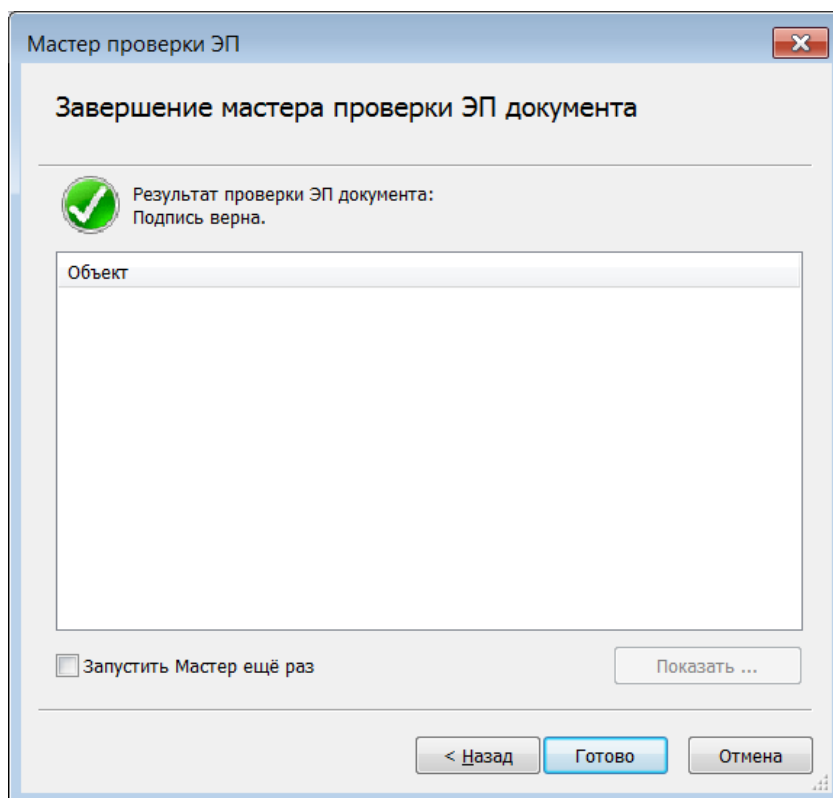 Мастер проверки ЭП
Завершение мастера проверки ЭП документа
Результат проверки ЭП документа:
Подпись верна.
Объект
Запустить Мастер ещё раз
Показать ...
< Назад
Готово
Отмена